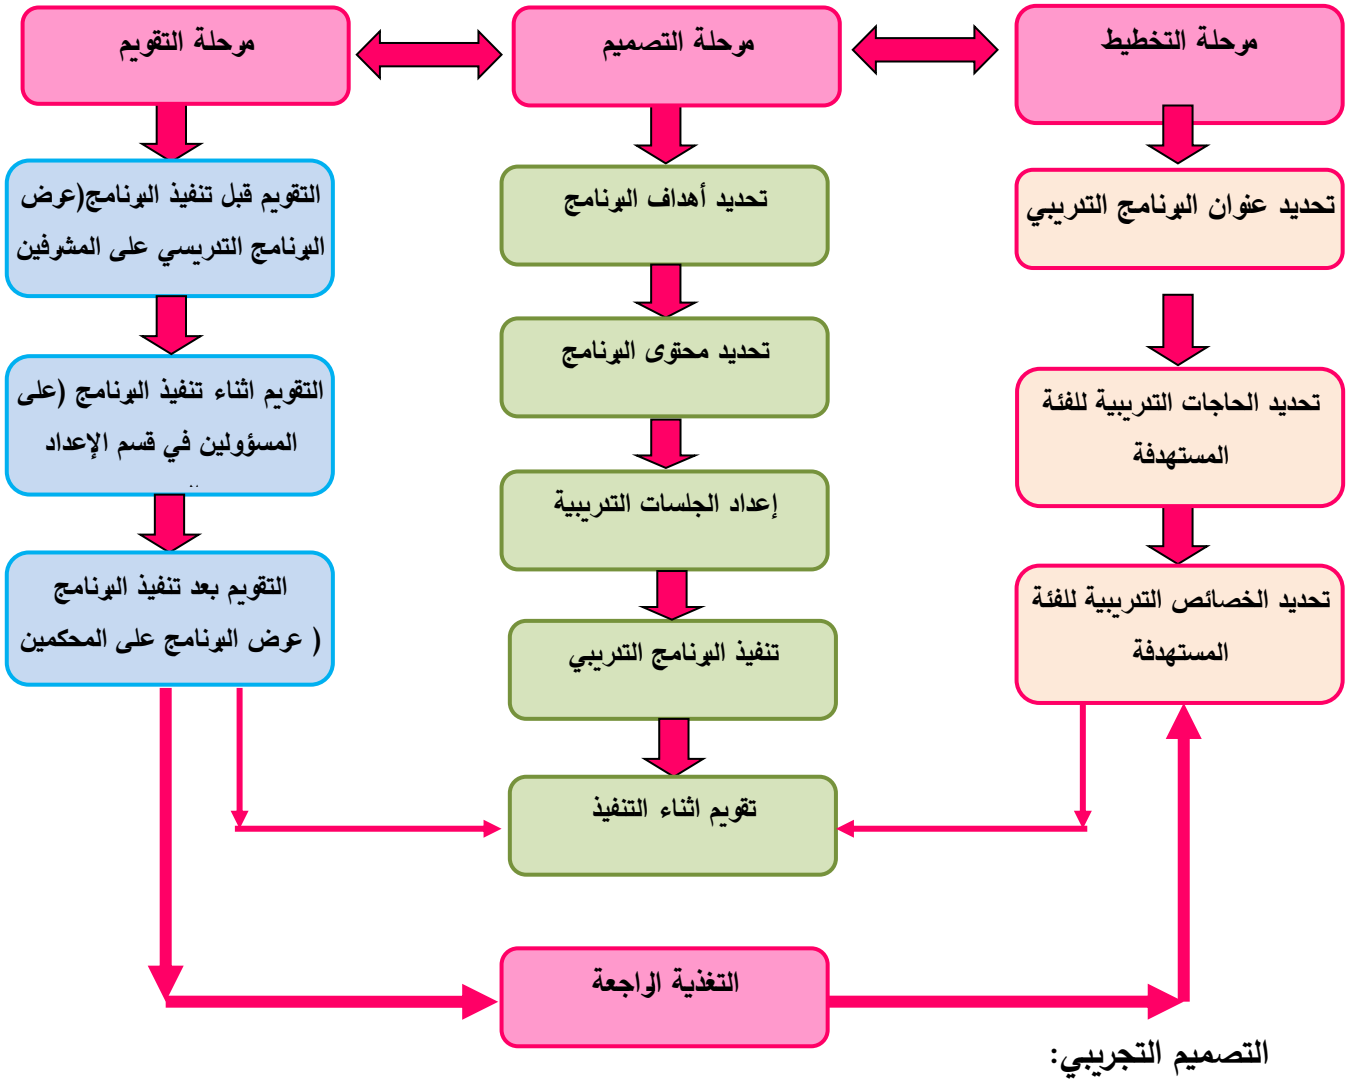 مرحلة التخطيط
مرحلة التصميم
مرحلة التقويم
تحديد عنوان البرنامج التدريبي
تحديد الحاجات التدريبية للفئة
المستهدفة
تحديد الخصائص التدريبية للفئة
المستهدفة
تحديد أهداف البرنامج
تحديد محتوى البرنامج
إعداد الجلسات التدريبية
تنفيذ البرنامج التدريبي
تقويم اثناء التنفيذ
التقويم قبل تنفيذ البرنامج(عرض
البرنامج التدريسي على المشرفين
التقويم اثناء تنفيذ البرنامج (على
المسؤولين في قسم الإعداد
التقويم بعد تنفيذ البرنامج
( عرض البرنامج على المحكمين
التغذية الراجعة
التصميم التجريبي: